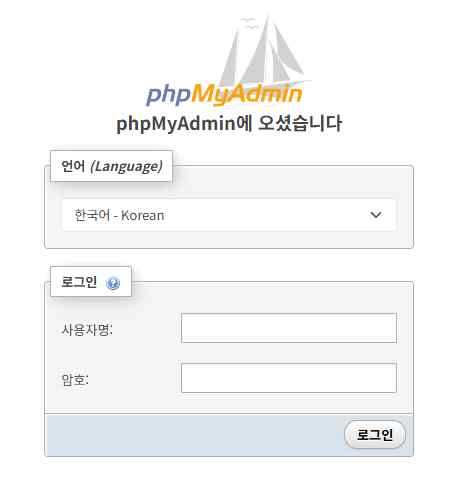 phpMyAdmin
phpMyAdmin에 오셨습니다
언어 (Language)
한국어 - Korean
로그인
사용자명:
암호:
로그인